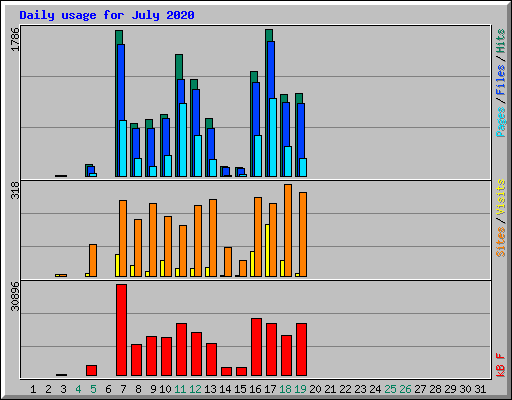 Daily usage for July 2020
1786
Pages / Files / Hits
318
Sites / Visits
30896
kB F
1 2 3 4 5 6 7 8 9 10 11 12 13 14 15 16 17 18 19 20 21 22 23 24 25 26 27 28 29 30 31